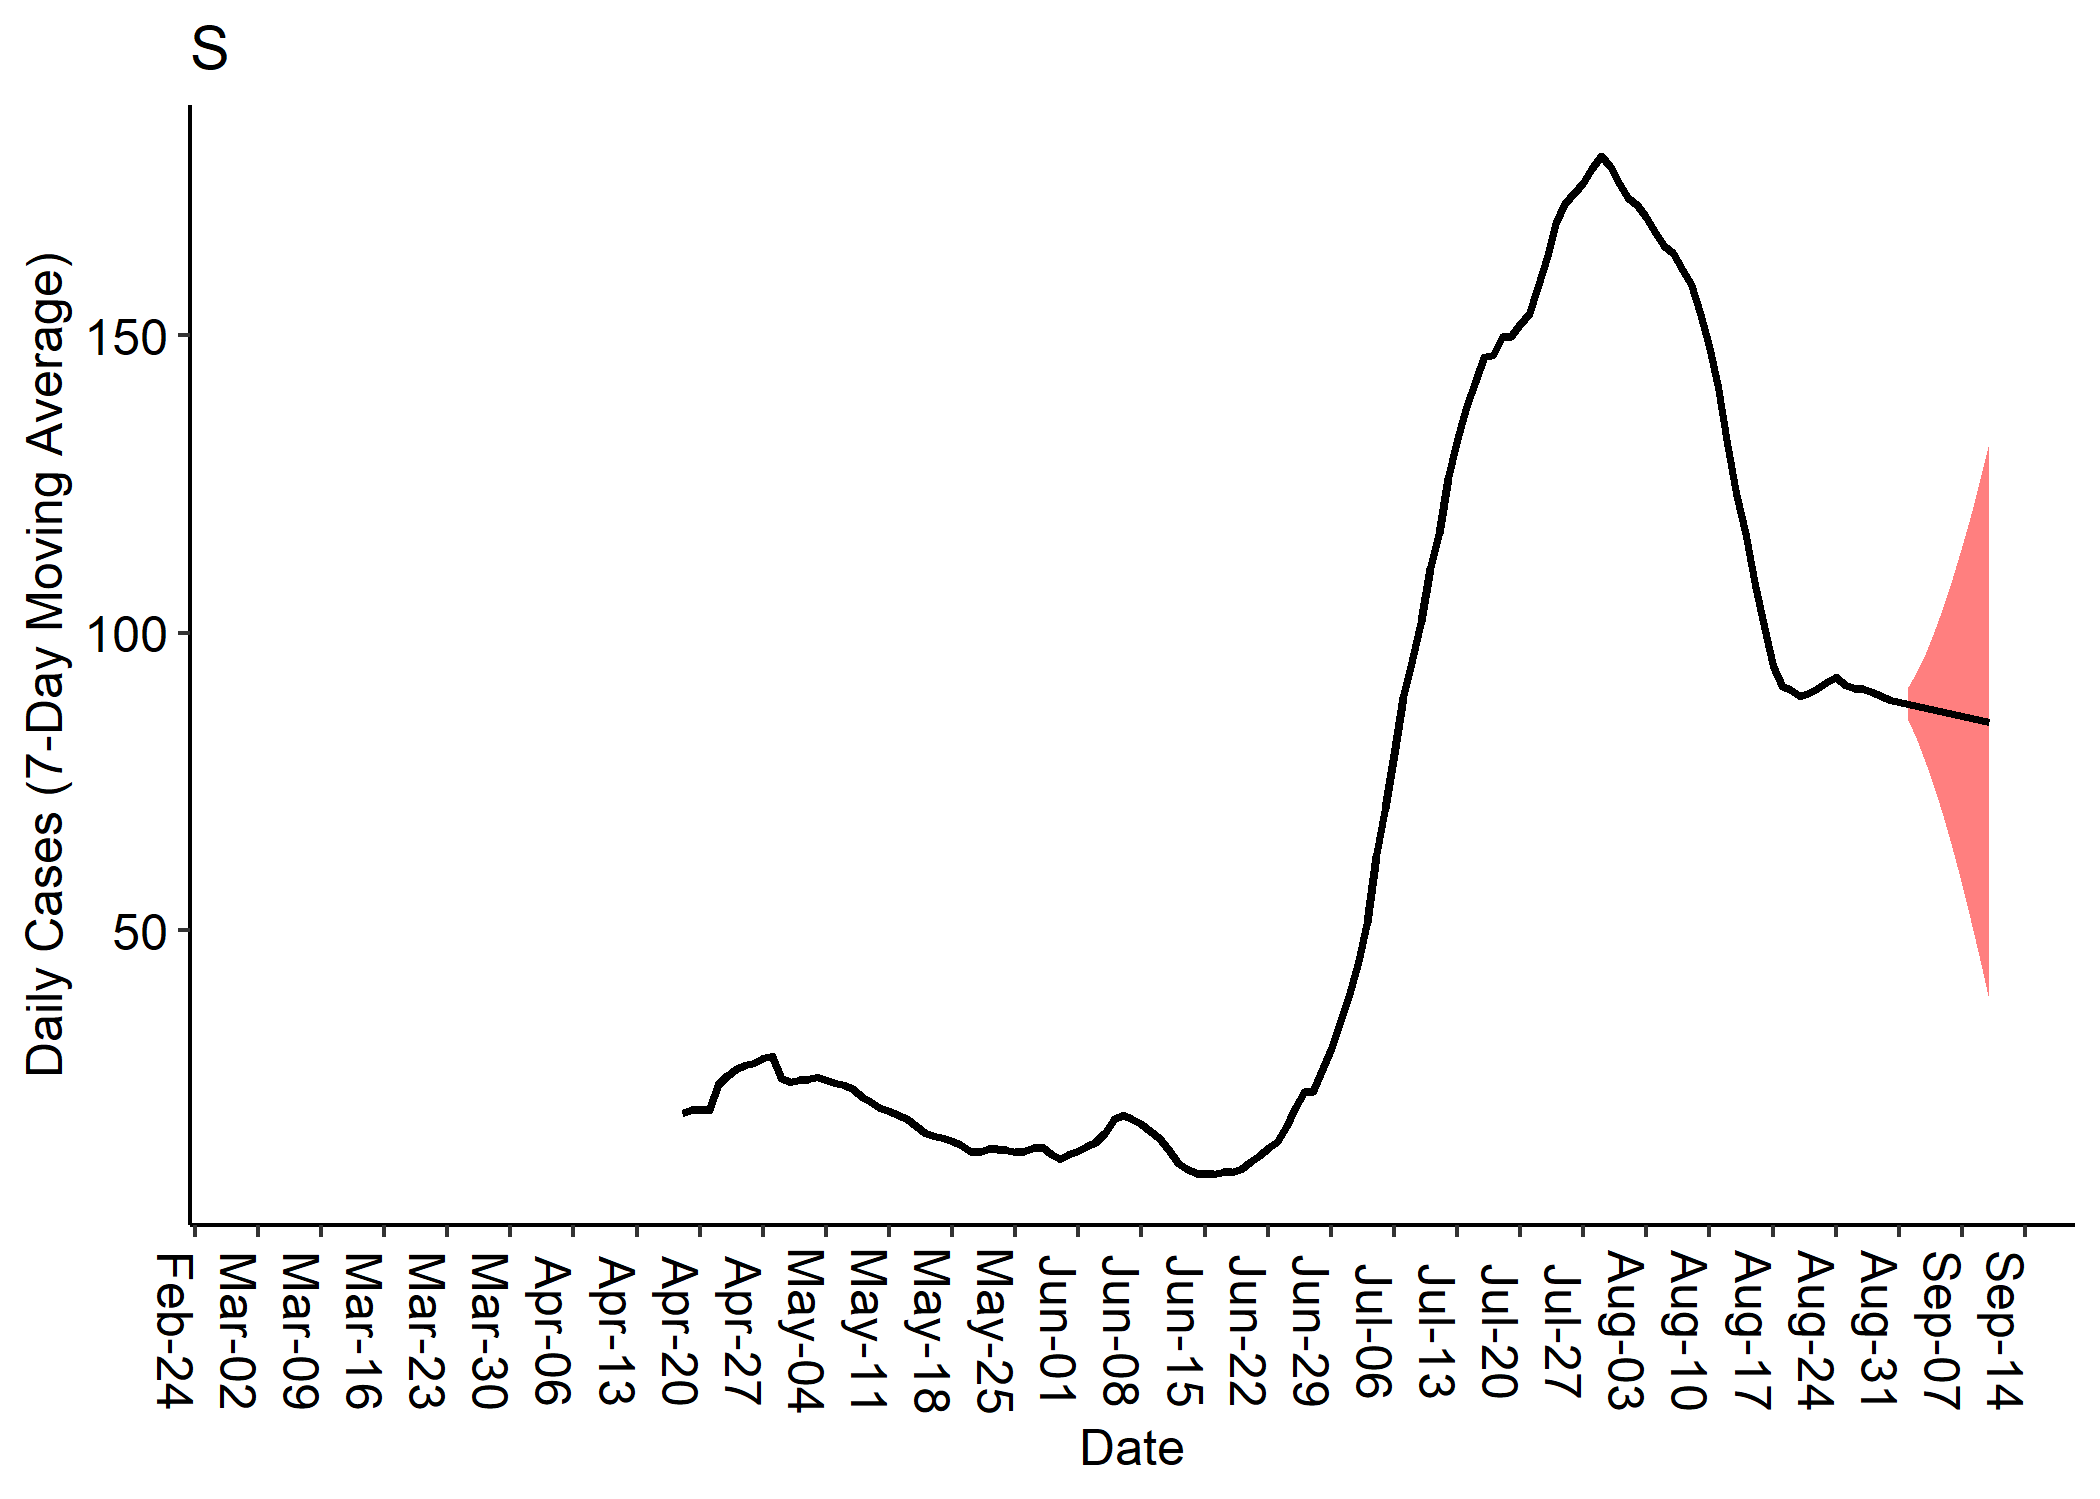 S
Daily Cases (7-Day Moving Average)
150
100
50
Feb-24
Mar-02
Mar-09
Mar-16
Mar-23
Mar-30
Apr-06
Apr-13
Apr-20
Apr-27
May-04
May-11
May-18
May-25
Jun-01
Jun-08
Jun-15
Jun-22
Jun-29
Jul-06
Jul-13
Jul-20
Jul-27
Aug-03
Aug-10
Aug-17
Aug-24
Aug-31
Sep-07
Sep-14
Date